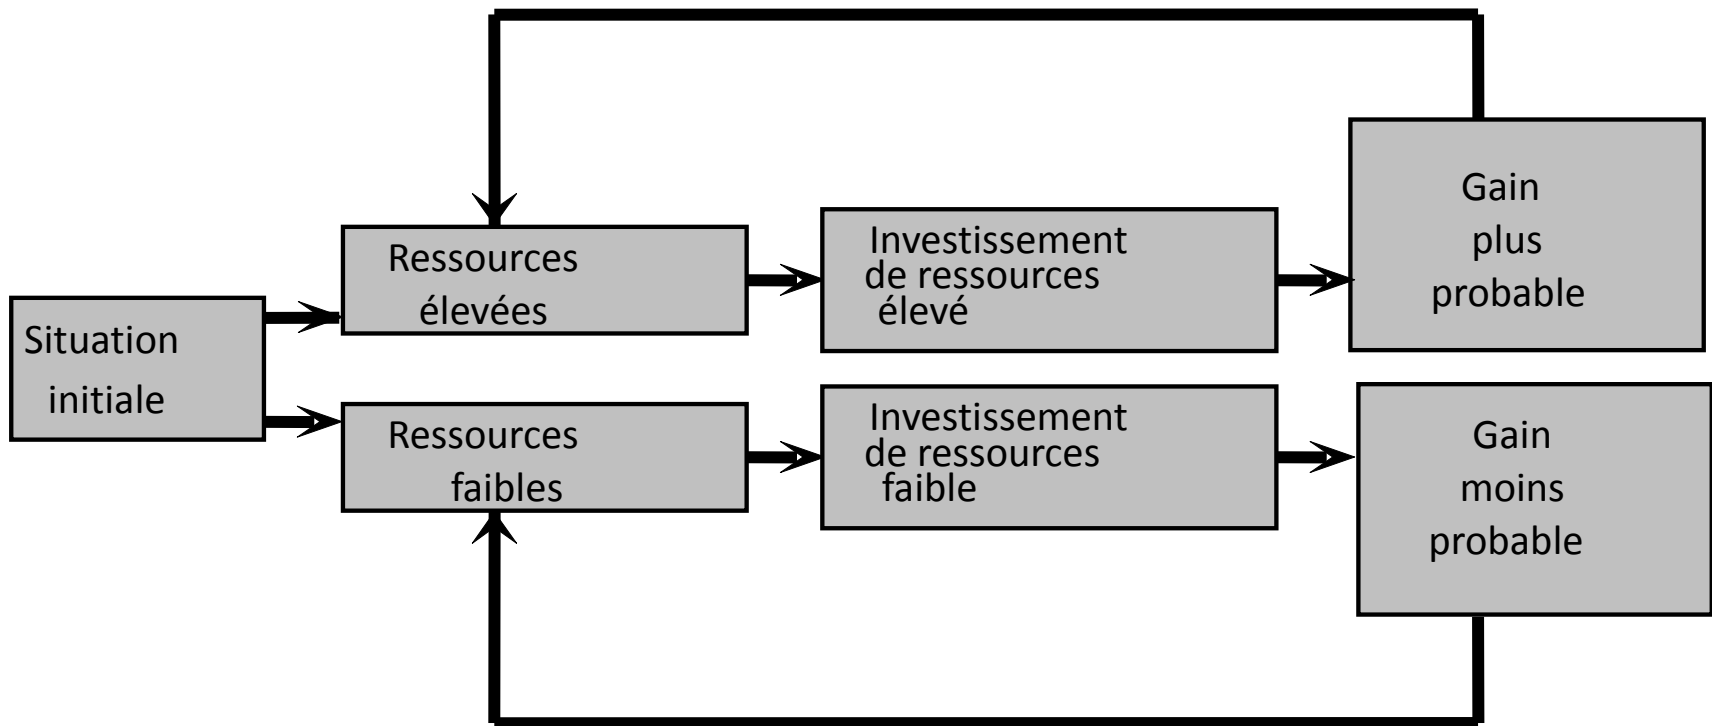 Situation
initiale
Ressources
élevées
Investissement
de ressources
élevé
Gain
plus
probable
Ressources
faibles
Investissement
de ressources
faible
Gain
moins
probable